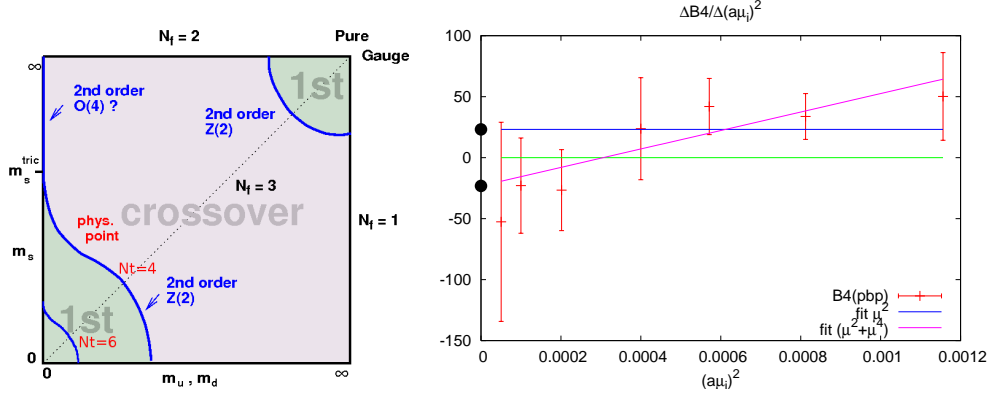 N_f = 2
Pure
Gauge
∞
2nd order
O(4) ?
1st
2nd order
Z(2)
m_s^tric
N_f = 3
crossover
phys.
point
N_f = 1
m_s
Nt=4
2nd order
Z(2)
1st
Nt=6
0
0
m_u , m_d
∞
ΔB4/Δ(aμ_i)^2
100
50
0
-50
-100
-150
B4(pbp)
fit μ^2
fit (μ^2+μ^4)
0
0.0002
0.0004
0.0006
0.0008
0.001
0.0012
(aμ_i)^2